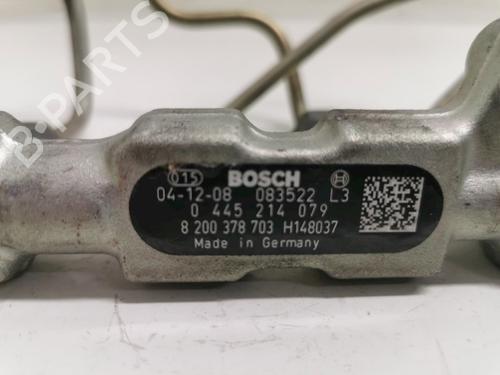 B-PARTS
015 BOSCH
04-12-08 083522 L3
0 445 214 079
8 200 378 703 H148037
Made in Germany